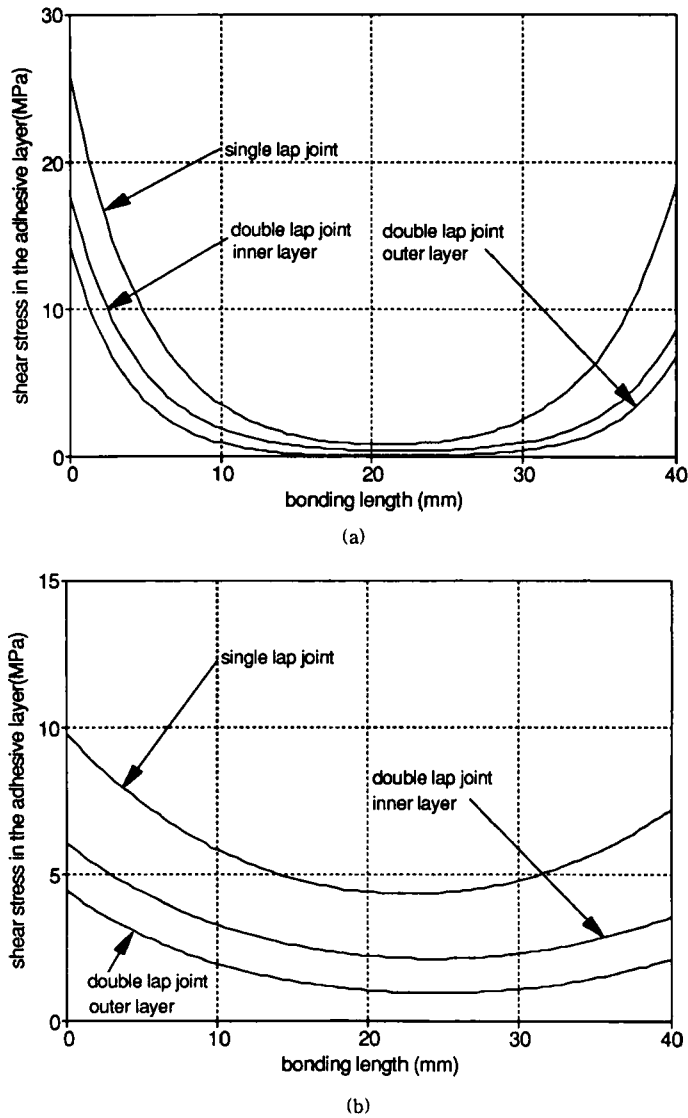 30
20
10
0
shear stress in the adhesive layer(MPa)
single lap joint
double lap joint
inner layer
double lap joint
outer layer
0
10
20
30
40
bonding length (mm)
(a)
15
10
5
0
shear stress in the adhesive layer(MPa)
single lap joint
double lap joint
inner layer
double lap joint
outer layer
0
10
20
30
40
bonding length (mm)
(b)